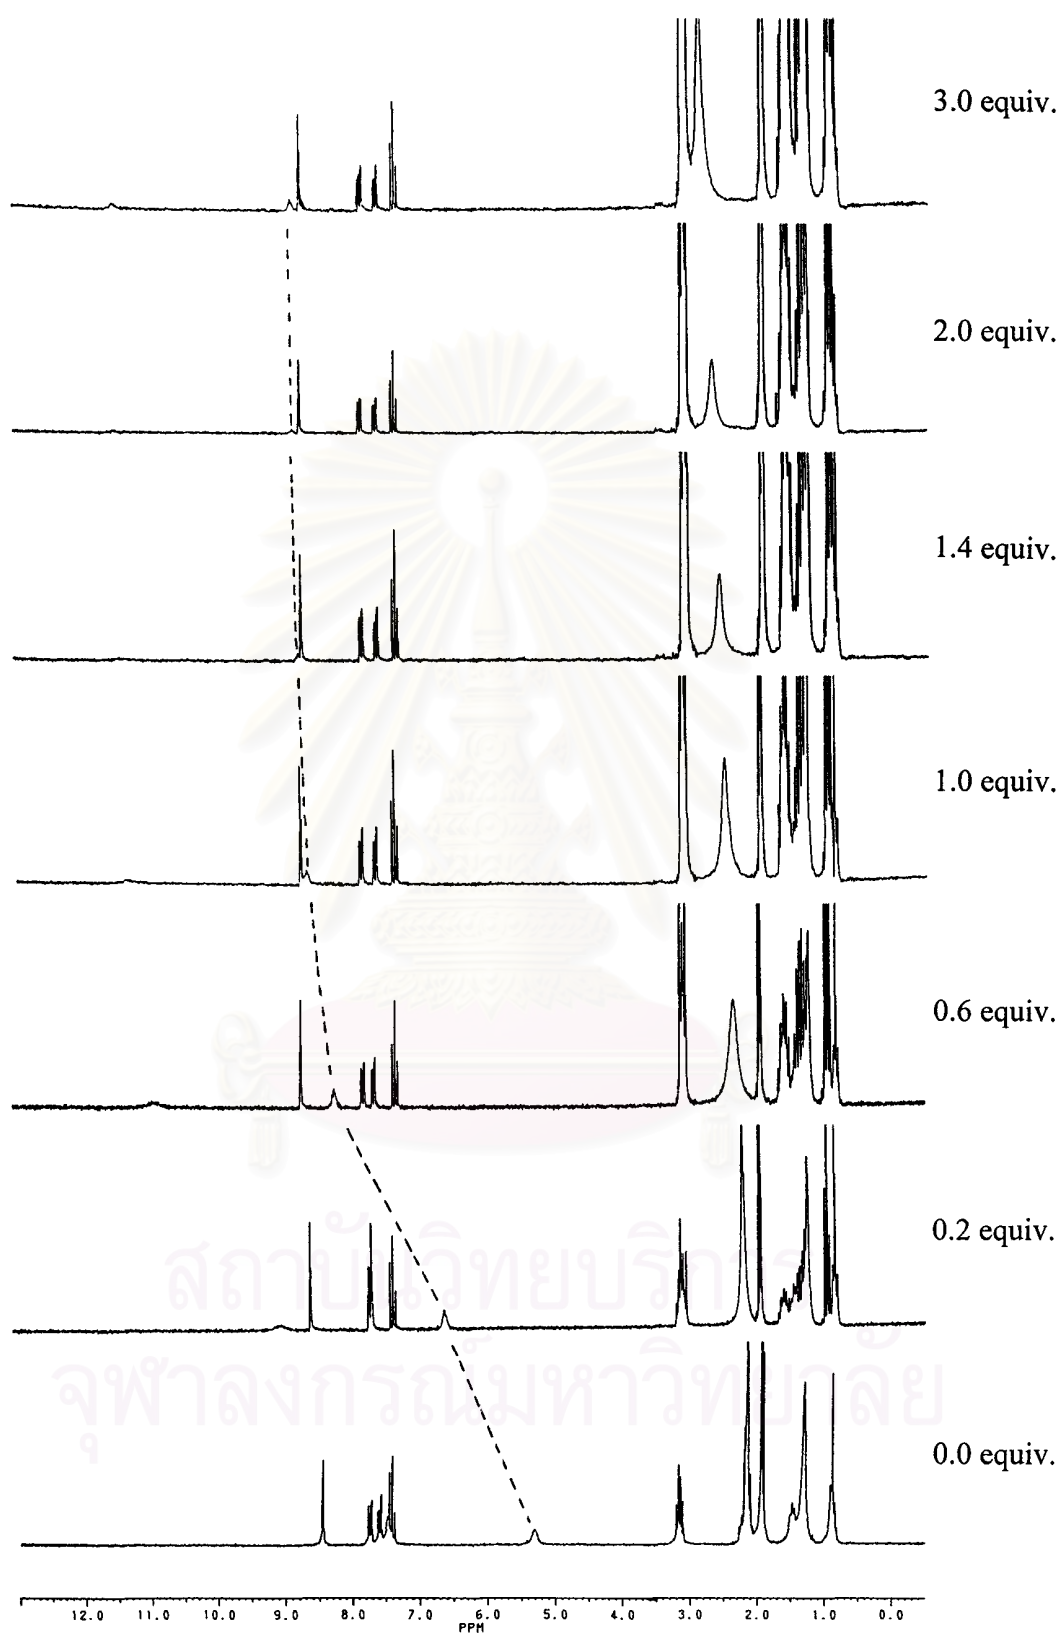 3.0 equiv.
2.0 equiv.
1.4 equiv.
1.0 equiv.
0.6 equiv.
0.2 equiv.
สถาบันวิทยบริการ
จุฬาลงกรณ์มหาวิทยาลัย
0.0 equiv.
12.0 11.0 10.0 9.0 8.0 7.0 6.0 5.0 4.0 3.0 2.0 1.0 0.0
PPM